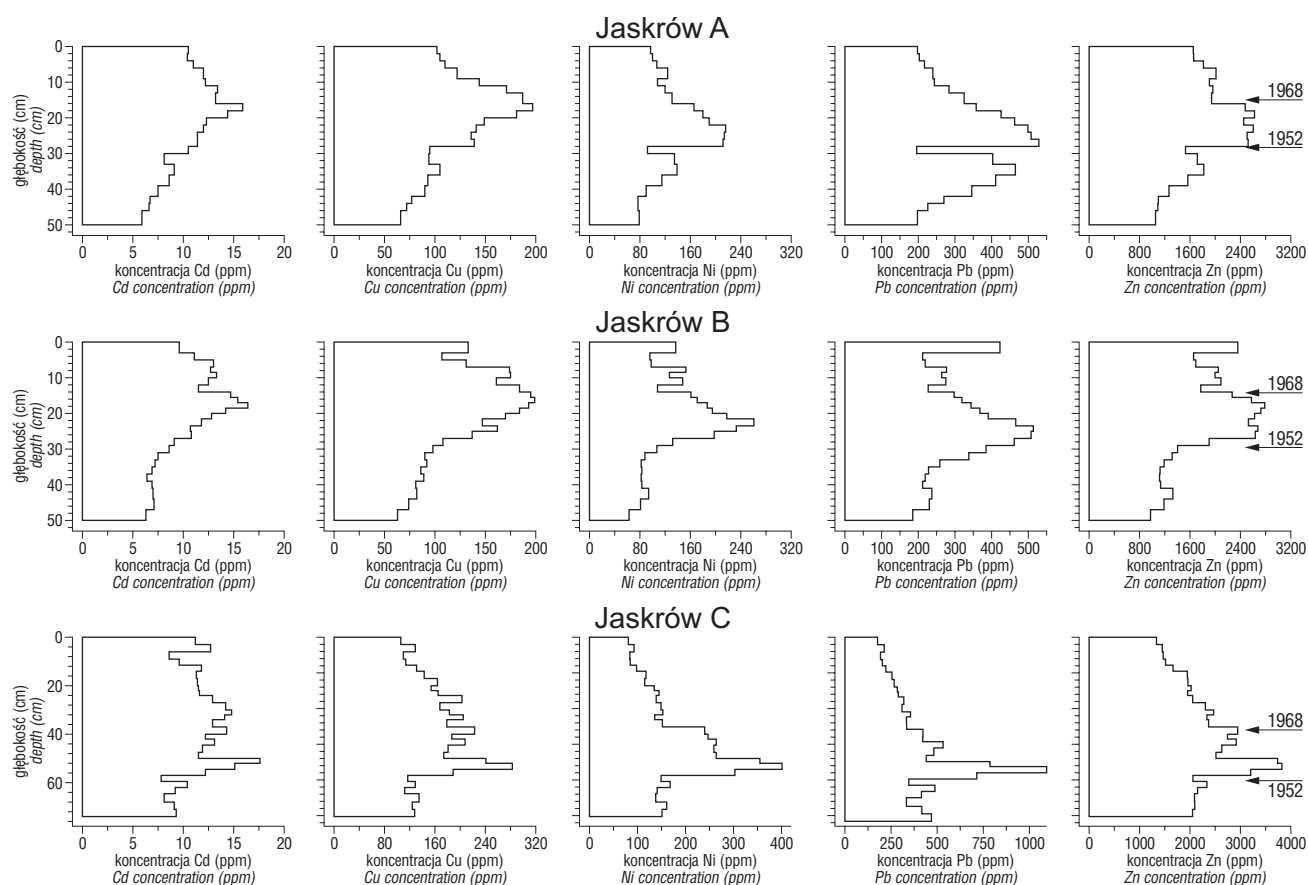 Jaskrów A
głębokość (cm)
depth (cm)
0
10
20
30
40
50
0 5 10 15 20
koncentracja Cd (ppm)
Cd concentration (ppm)
0 50 100 150 200
koncentracja Cu (ppm)
Cu concentration (ppm)
0 80 160 240 320
koncentracja Ni (ppm)
Ni concentration (ppm)
0 100 200 300 400 500
koncentracja Pb (ppm)
Pb concentration (ppm)
1968
1952
0 800 1600 2400 3200
koncentracja Zn (ppm)
Zn concentration (ppm)
Jaskrów B
głębokość (cm)
depth (cm)
0
10
20
30
40
50
0 5 10 15 20
koncentracja Cd (ppm)
Cd concentration (ppm)
0 50 100 150 200
koncentracja Cu (ppm)
Cu concentration (ppm)
0 80 160 260 320
koncentracja Ni (ppm)
Ni concentration (ppm)
0 100 200 300 400 500
koncentracja Pb (ppm)
Pb concentration (ppm)
1968
1952
0 800 1600 2400 3200
koncentracja Zn (ppm)
Zn concentration (ppm)
Jaskrów C
głębokość (cm)
depth (cm)
0
20
40
60
0 5 10 15 20
koncentracja Cd (ppm)
Cd concentration (ppm)
0 80 160 240 320
koncentracja Cu (ppm)
Cu concentration (ppm)
0 100 200 300 400
koncentracja Ni (ppm)
Ni concentration (ppm)
0 250 500 750 1000
koncentracja Pb (ppm)
Pb concentration (ppm)
1968
1952
0 1000 2000 3000 4000
koncentracja Zn (ppm)
Zn concentration (ppm)